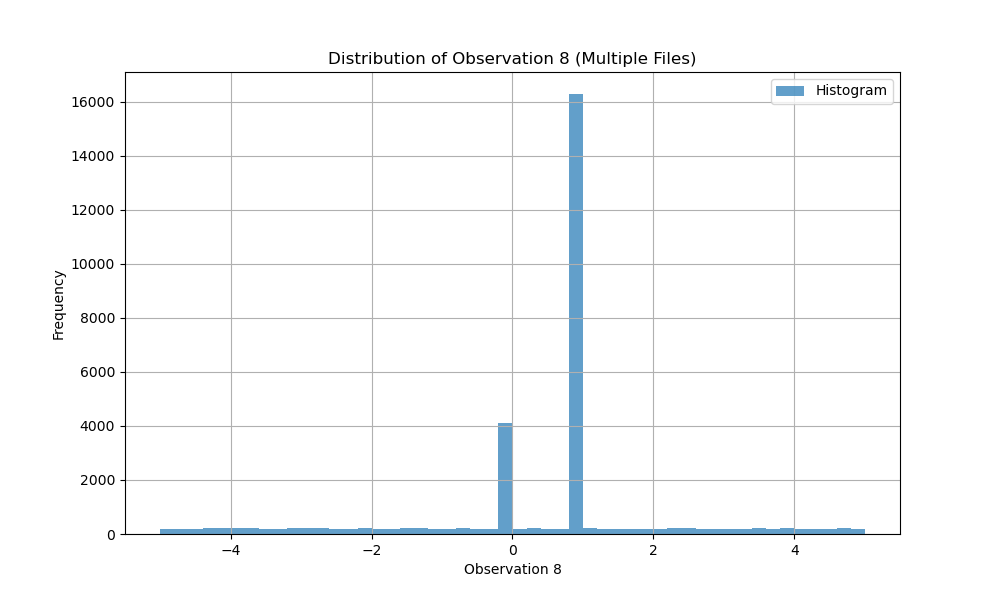 Distribution of Observation 8 (Multiple Files)
Histogram
16000
14000
12000
10000
8000
6000
4000
2000
0
Frequency
−4 −2 0 2 4
Observation 8